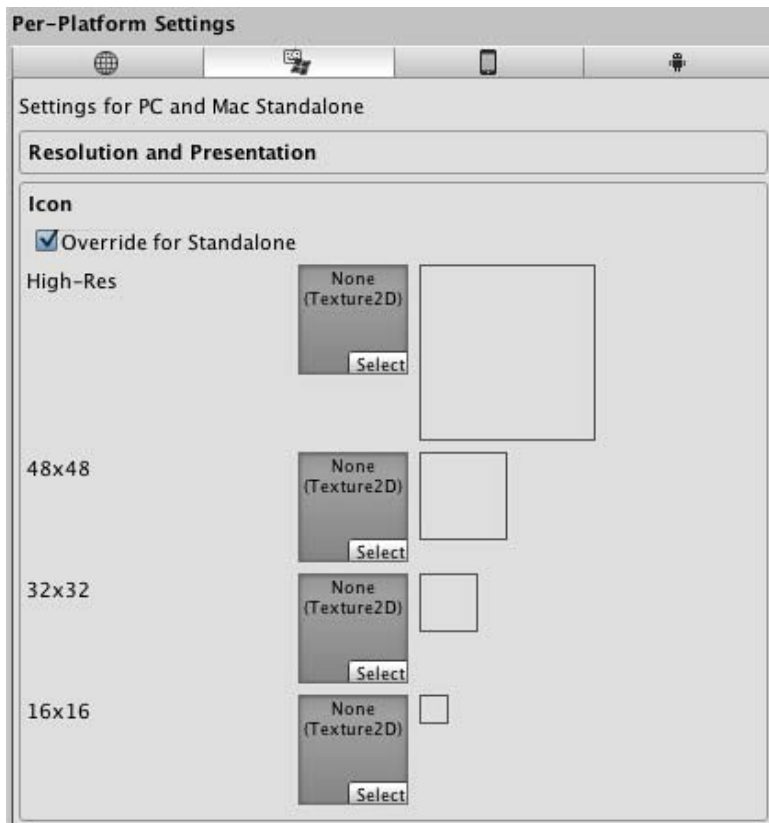 Per-Platform Settings
Settings for PC and Mac Standalone
Resolution and Presentation
Icon
Override for Standalone
High-Res
None
(Texture2D)
Select
48x48
None
(Texture2D)
Select
32x32
None
(Texture2D)
Select
16x16
None
(Texture2D)
Select